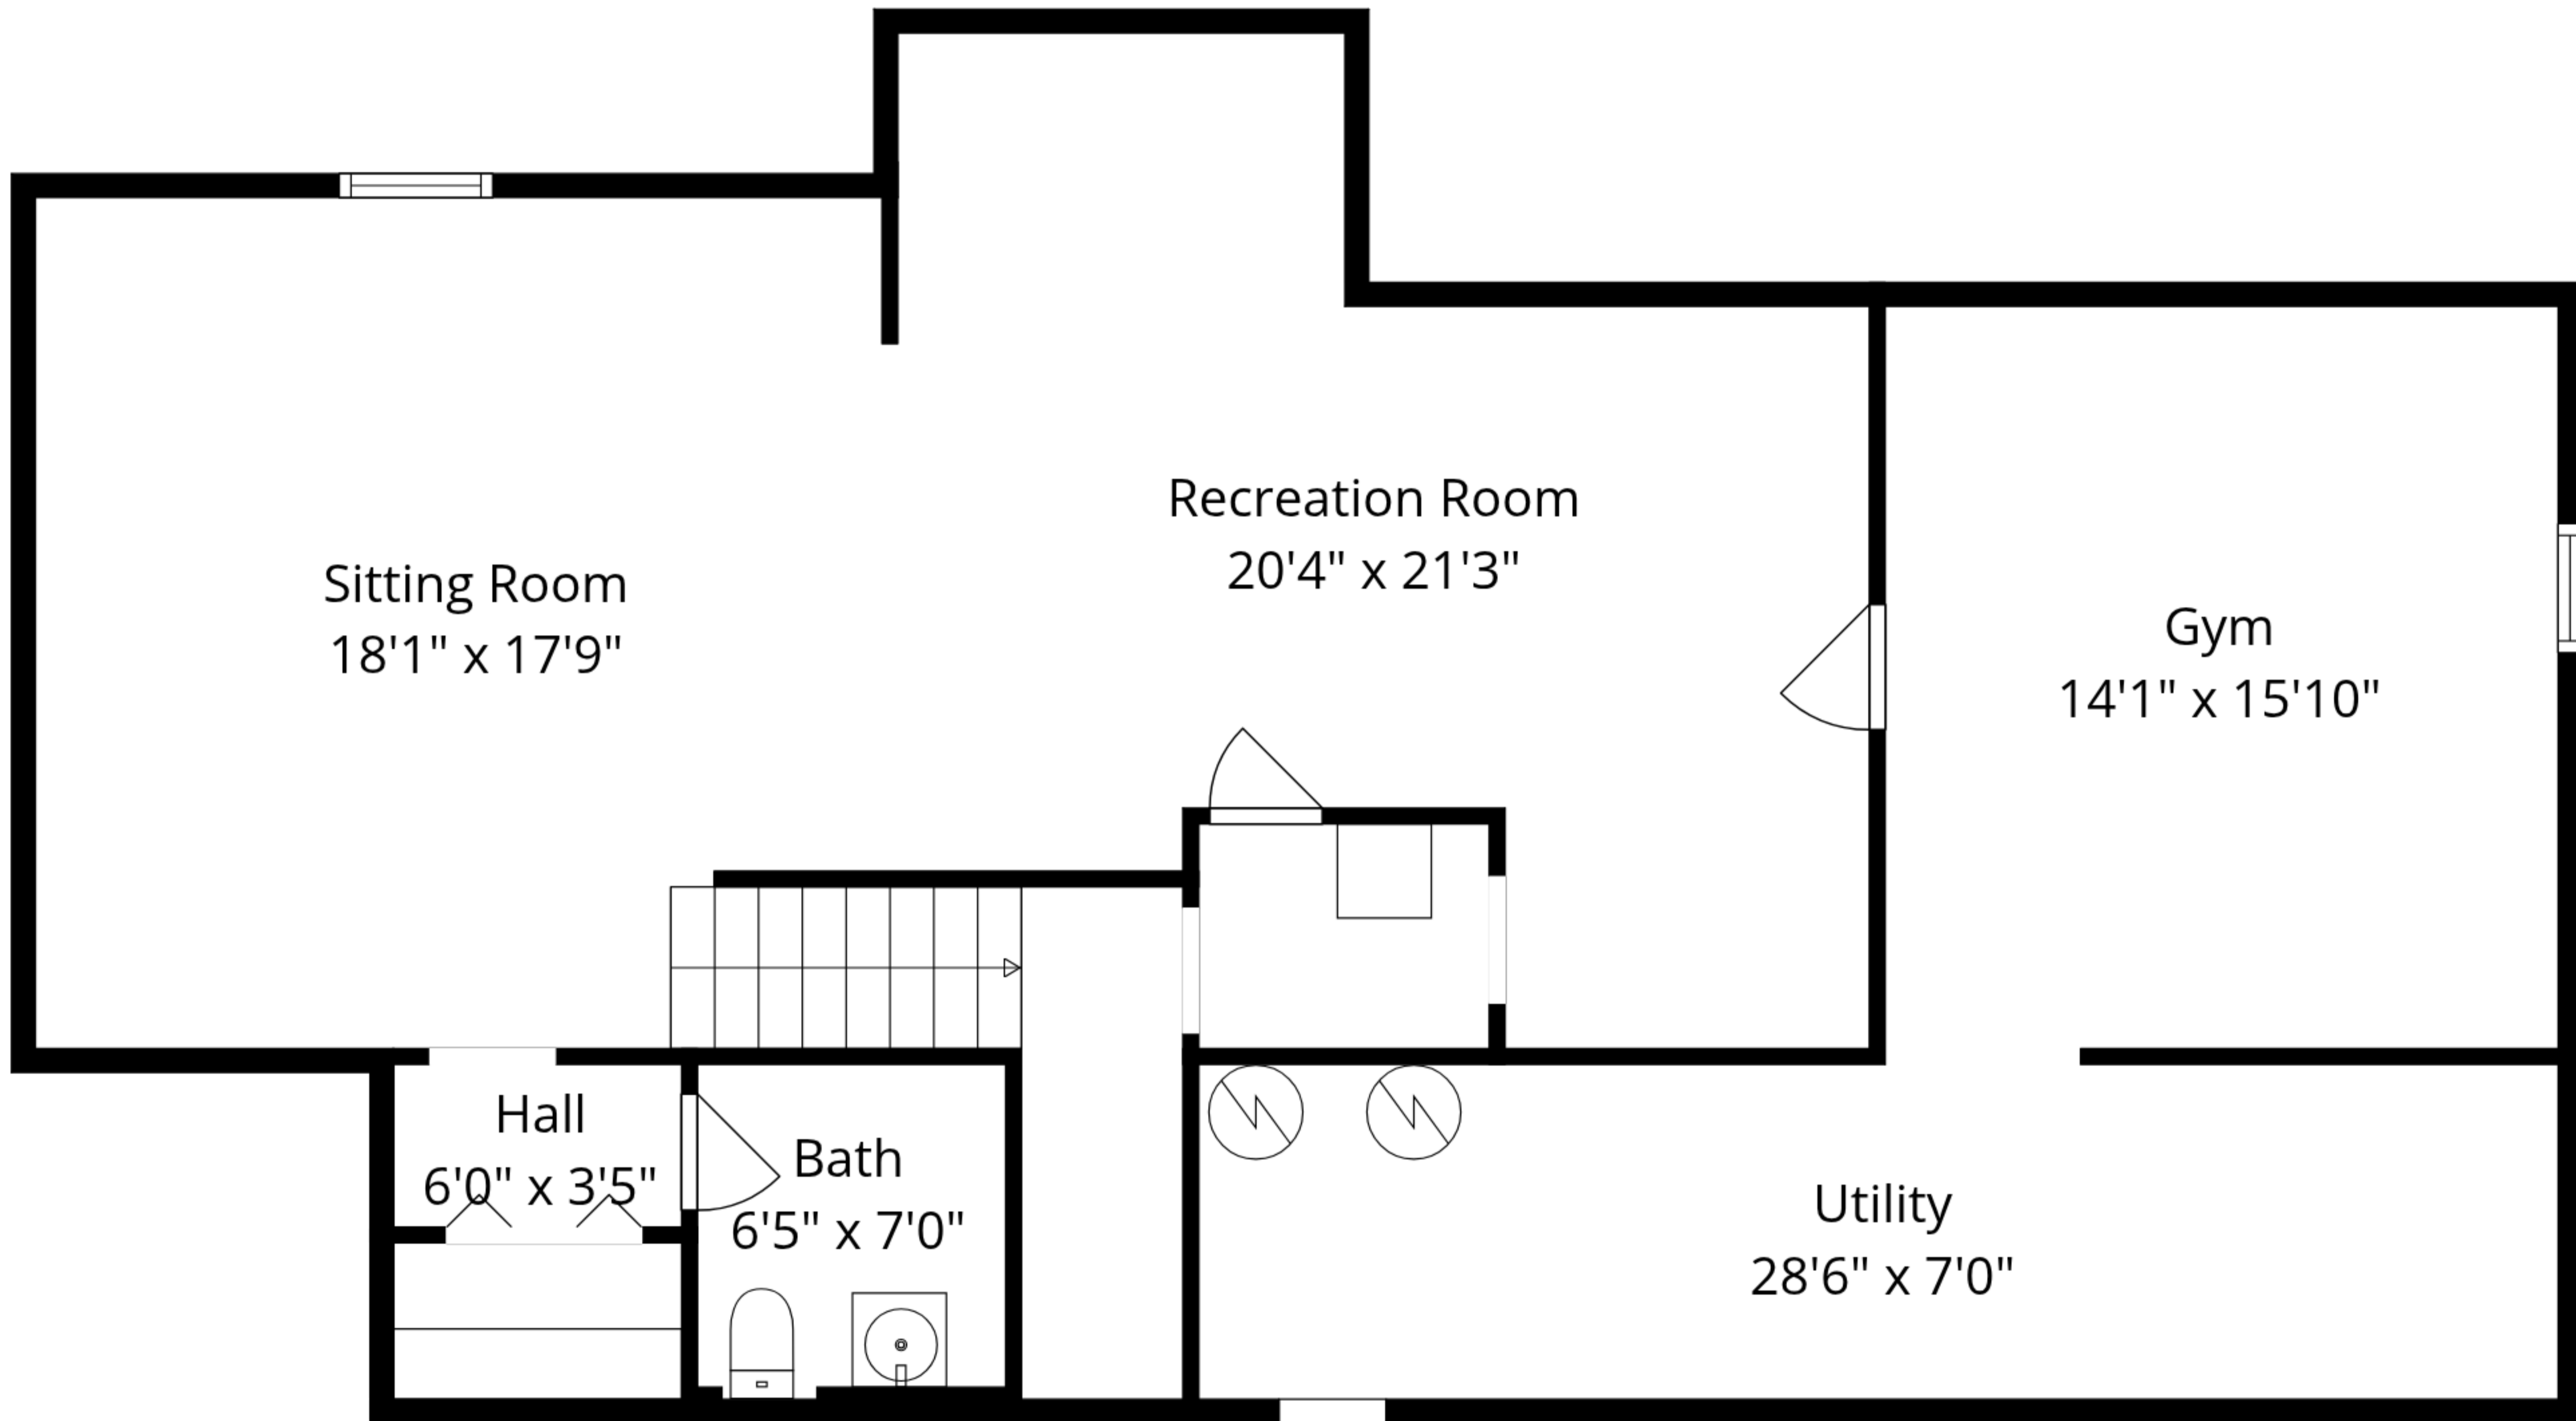 Recreation Room
20'4" x 21'3"
Sitting Room
18'1" x 17'9"
Gym
14'1" x 15'10"
Hall
6'0" x 3'5"
Bath
6'5" x 7'0"
Utility
28'6" x 7'0"